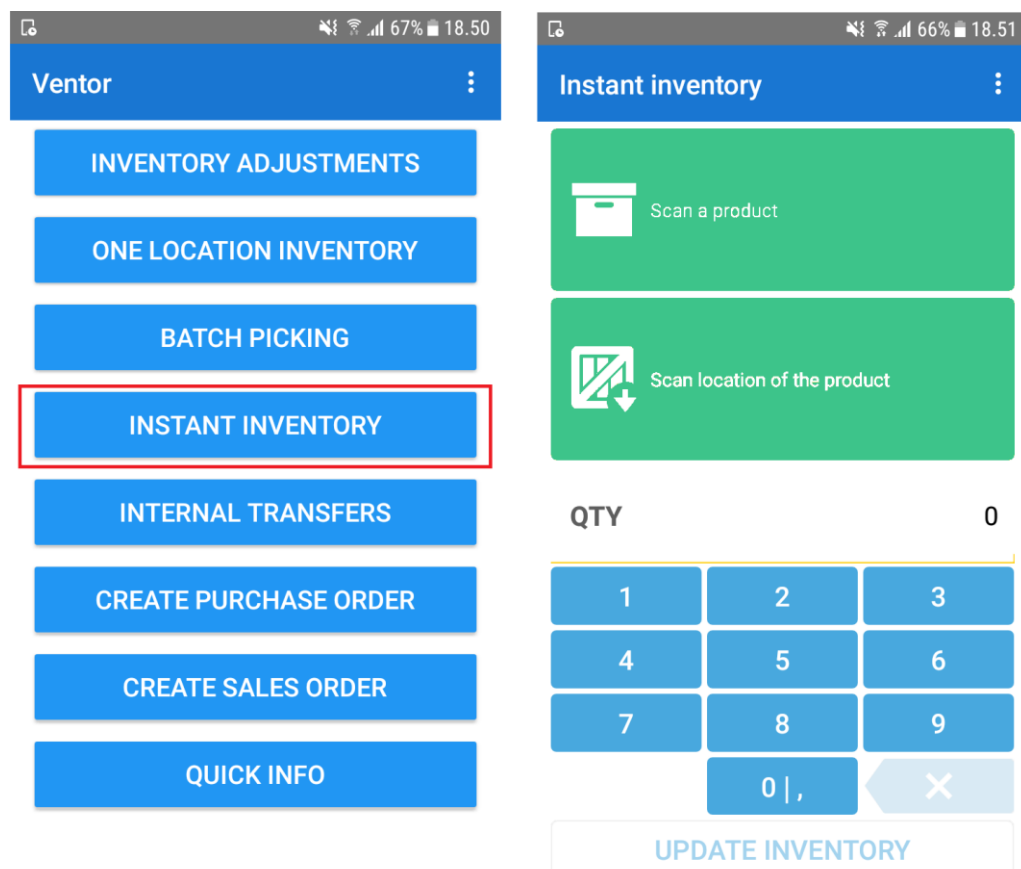 67% 18.50
Ventor
INVENTORY ADJUSTMENTS
ONE LOCATION INVENTORY
BATCH PICKING
INSTANT INVENTORY
INTERNAL TRANSFERS
CREATE PURCHASE ORDER
CREATE SALES ORDER
QUICK INFO
66% 18.51
Instant inventory
Scan a product
Scan location of the product
QTY 0
1 2 3
4 5 6
7 8 9
0 | ,
UPDATE INVENTORY